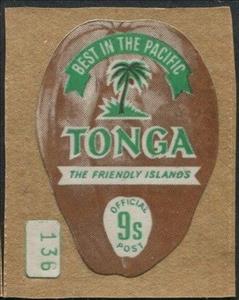 BEST IN THE PACIFIC
TONGA
THE FRIENDLY ISLANDS
OFFICIAL
9s
POST
136